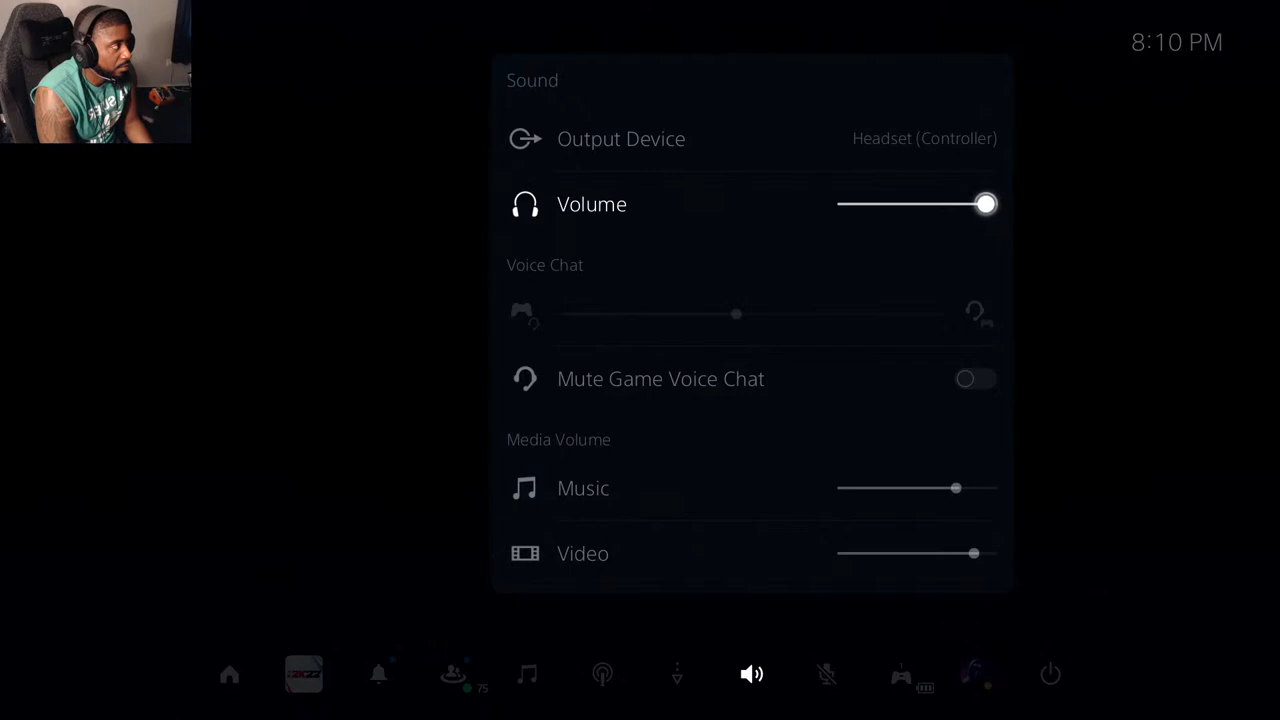 8:10 PM
Sound
Output Device Headset (Controller)
Volume
Voice Chat
Mute Game Voice Chat
Media Volume
Music
Video
75